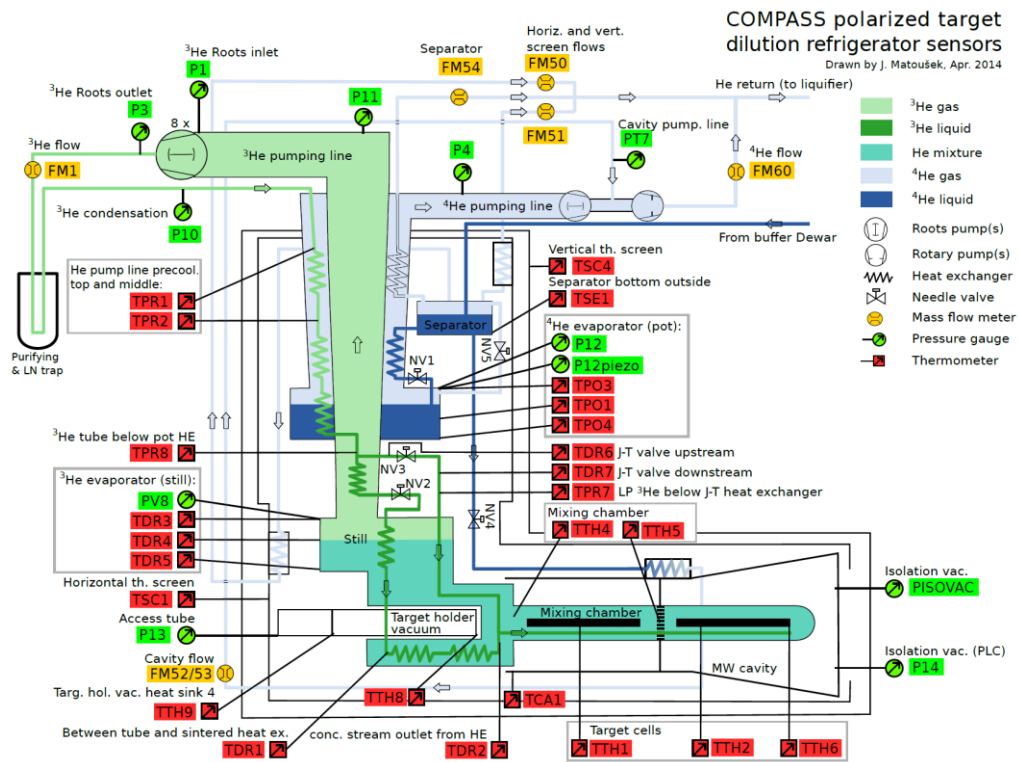 COMPASS polarized target
dilution refrigerator sensors
Drawn by J. Matoušek, Apr. 2014
³He Roots inlet
P1
³He Roots outlet
P3
8 x
³He flow
FM1
P11
³He pumping line
³He condensation
P10
Separator
FM54
Horiz. and vert.
screen flows
FM50
FM51
He return (to liquifier)
Cavity pump. line
PT7
P4
⁴He flow
FM60
⁴He pumping line
From buffer Dewar
³He gas
³He liquid
He mixture
⁴He gas
⁴He liquid
Roots pump(s)
Rotary pump(s)
Heat exchanger
Needle valve
Mass flow meter
Pressure gauge
Thermometer
Purifying
& LN trap
He pump line precool.
top and middle:
TPR1
TPR2
Vertical th. screen
TSC4
Separator bottom outside
TSE1
Separator
NV5
NV1
⁴He evaporator (pot):
P12
P12piezo
TPO3
TPO1
TPO4
³He tube below pot HE
TPR8
NV3
NV2
NV4
TDR6 J-T valve upstream
TDR7 J-T valve downstream
TPR7 LP ³He below J-T heat exchanger
³He evaporator (still):
PV8
TDR3
TDR4
TDR5
Still
Mixing chamber
TTH4
TTH5
Horizontal th. screen
TSC1
Access tube
P13
Target holder
vacuum
Mixing chamber
MW cavity
Isolation vac.
PISOVAC
Isolation vac. (PLC)
P14
Cavity flow
FM52/53
Targ. hol. vac. heat sink 4
TTH9
TTH8
TCA1
Between tube and sintered heat ex.
TDR1
conc. stream outlet from HE
TDR2
Target cells
TTH1
TTH2
TTH6